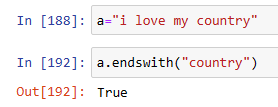 In [188]: a="i love my country"
In [192]: a.endswith("country")
Out[192]: True